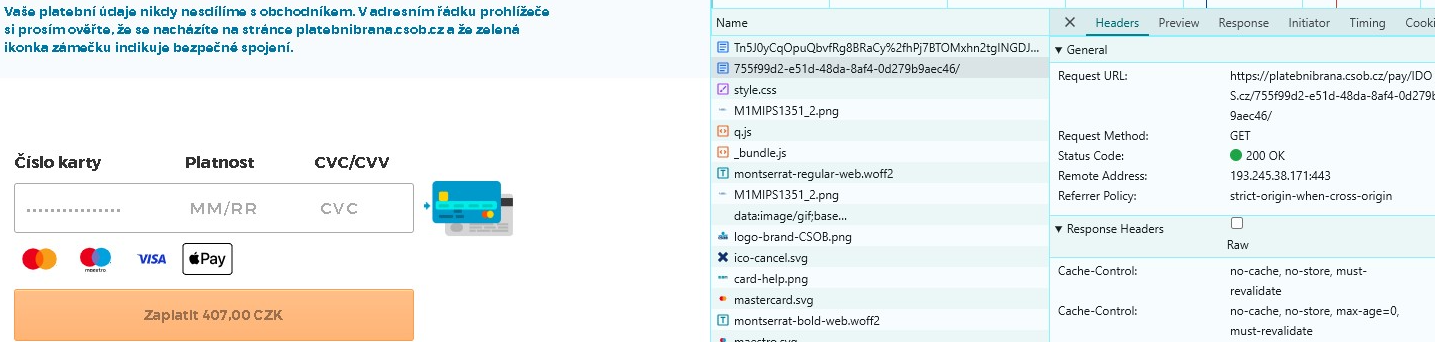 Vaše platební údaje nikdy nesdílíme s obchodníkem. V adresním řádku prohlížeče
si prosím ověřte, že se nacházíte na stránce platebnibrana.csob.cz a že zelená
ikonka zámečku indikuje bezpečné spojení.
Číslo karty Platnost CVC/CVV
MM/RR CVC
maestro VISA Pay
Zaplatit 407,00 CZK
Name
Tn5J0yCqOpuQbvfRg8BRaCy%2fhPj7BTOMxhn2tgINGDJ...
755f99d2-e51d-48da-8af4-0d279b9aec46/
style.css
M1MIPS1351_2.png
q.js
_bundle.js
montserrat-regular-web.woff2
M1MIPS1351_2.png
data:image/gif;base...
logo-brand-CSOB.png
ico-cancel.svg
card-help.png
mastercard.svg
montserrat-bold-web.woff2
maestro.svg
Headers Preview Response Initiator Timing Cooki
General
Request URL: https://platebnibrana.csob.cz/pay/IDO
S.cz/755f99d2-e51d-48da-8af4-0d279b
9aec46/
Request Method: GET
Status Code: 200 OK
Remote Address: 193.245.38.171:443
Referrer Policy: strict-origin-when-cross-origin
Response Headers
Raw
Cache-Control: no-cache, no-store, must-
revalidate
Cache-Control: no-cache, no-store, max-age=0,
must-revalidate